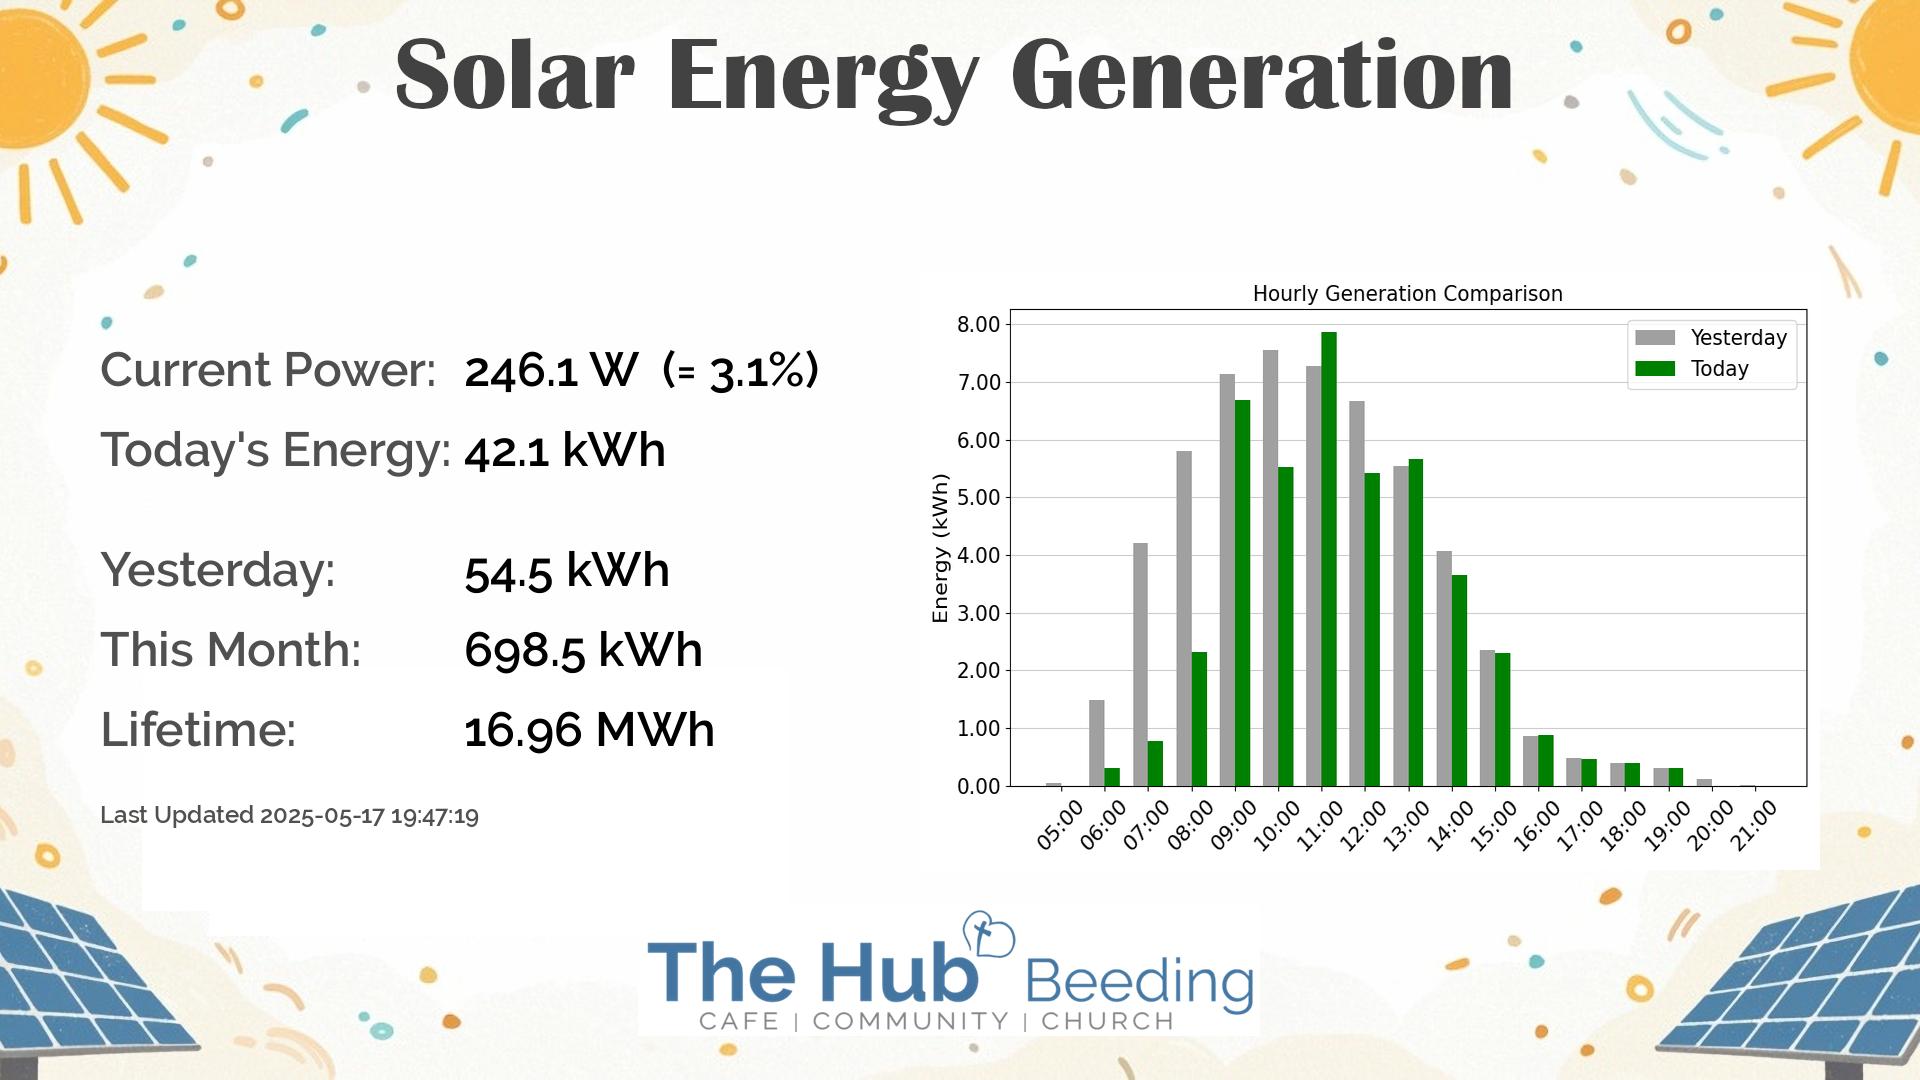 Solar Energy Generation
Current Power: 246.1 W (= 3.1%)
Today's Energy: 42.1 kWh
Yesterday: 54.5 kWh
This Month: 698.5 kWh
Lifetime: 16.96 MWh
Last Updated 2025-05-17 19:47:19
Hourly Generation Comparison
Yesterday
Today
Energy (kWh)
8.00
7.00
6.00
5.00
4.00
3.00
2.00
1.00
0.00
05:00 06:00 07:00 08:00 09:00 10:00 11:00 12:00 13:00 14:00 15:00 16:00 17:00 18:00 19:00 20:00 21:00
The Hub Beeding
CAFE | COMMUNITY | CHURCH